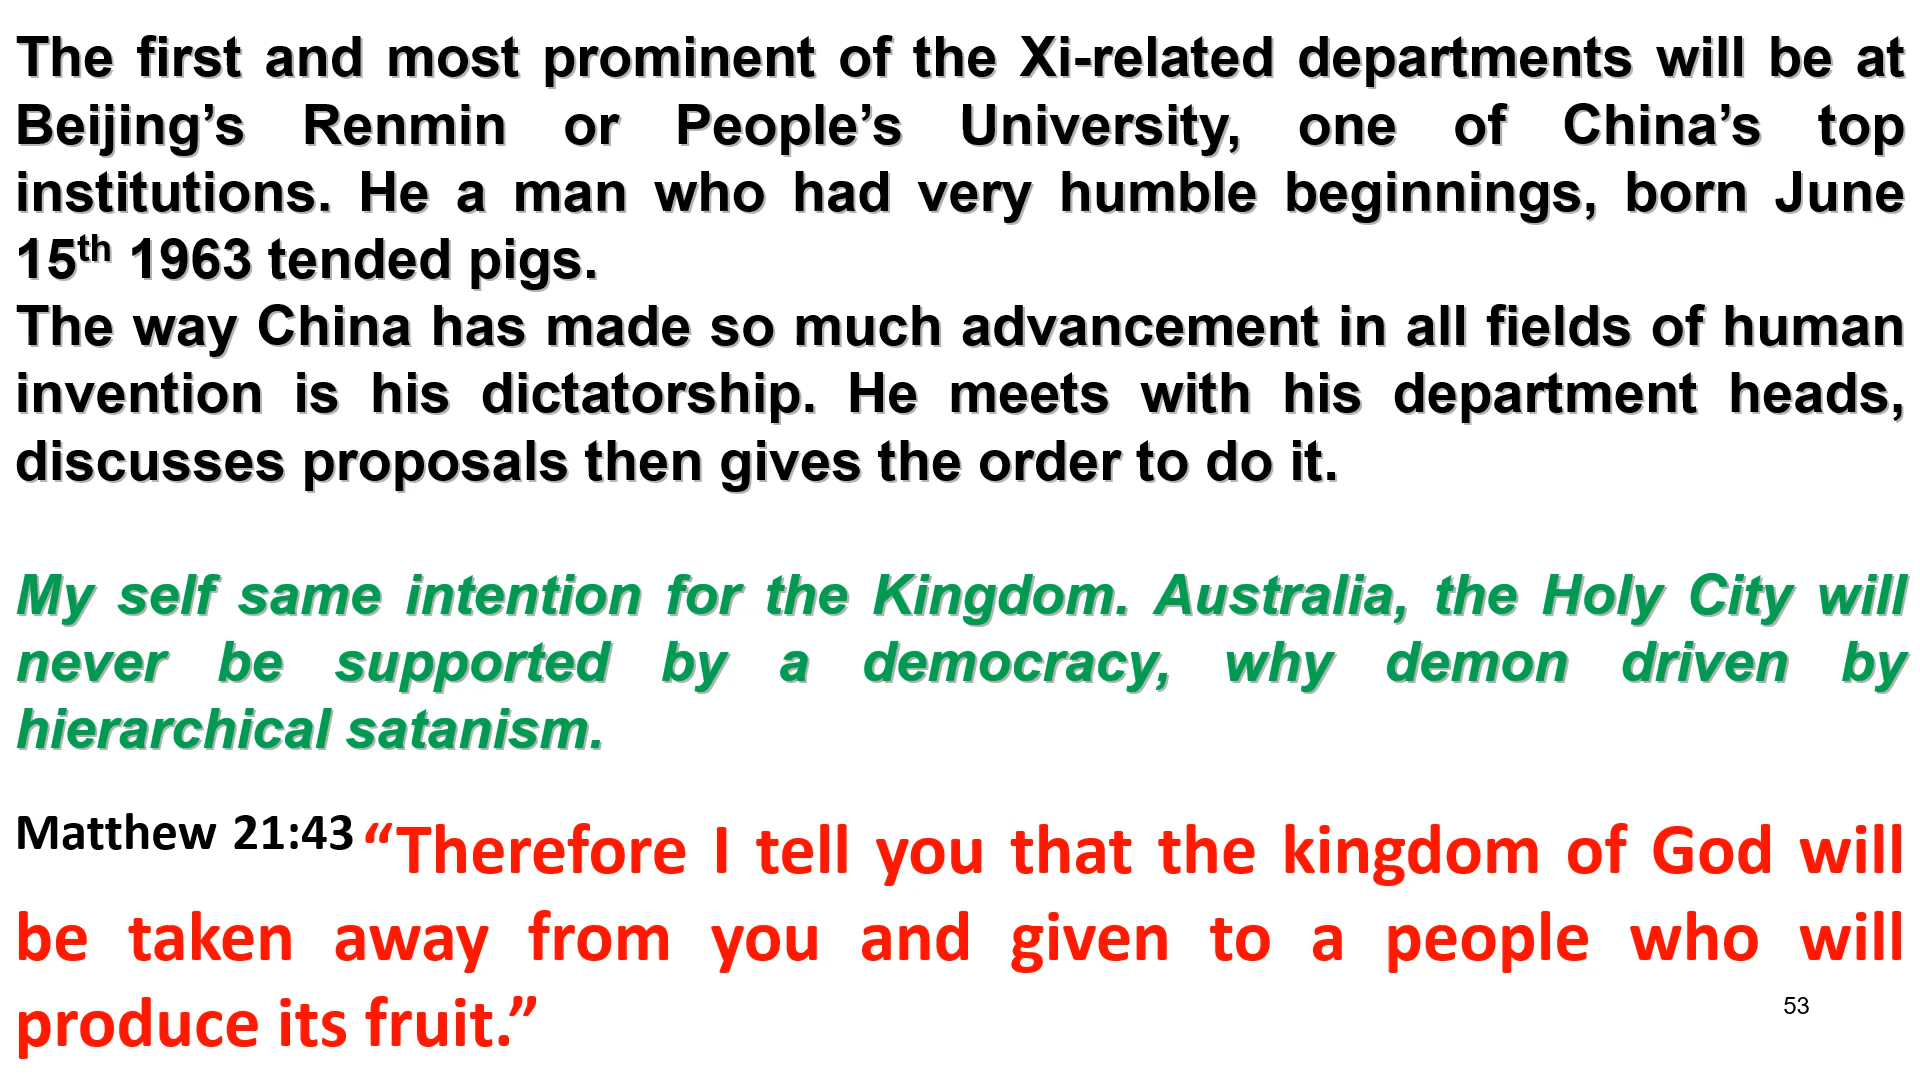 The first and most prominent of the Xi-related departments will be at
Beijing’s Renmin or People’s University, one of China’s top
institutions. He a man who had very humble beginnings, born June
15th 1963 tended pigs.
The way China has made so much advancement in all fields of human
invention is his dictatorship. He meets with his department heads,
discusses proposals then gives the order to do it.
My self same intention for the Kingdom. Australia, the Holy City will
never be supported by a democracy, why demon driven by
hierarchical satanism.
Matthew 21:43 “Therefore I tell you that the kingdom of God will
be taken away from you and given to a people who will
produce its fruit.”
53